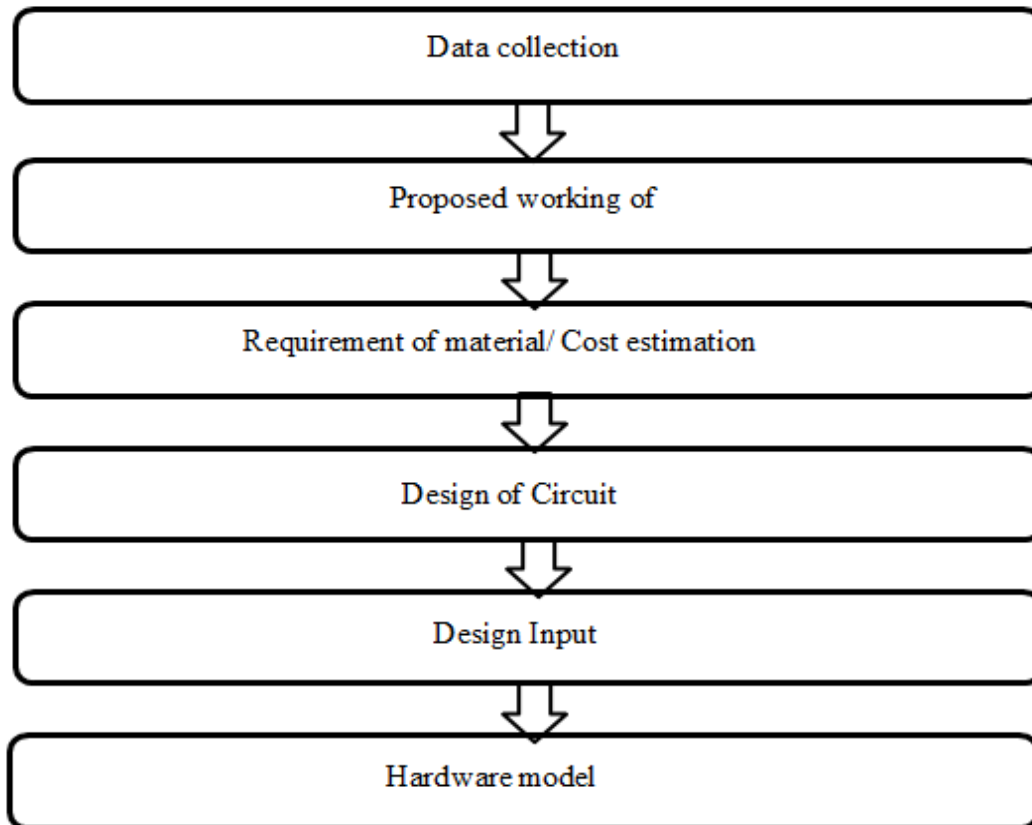 Data collection
Proposed working of
Requirement of material/ Cost estimation
Design of Circuit
Design Input
Hardware model